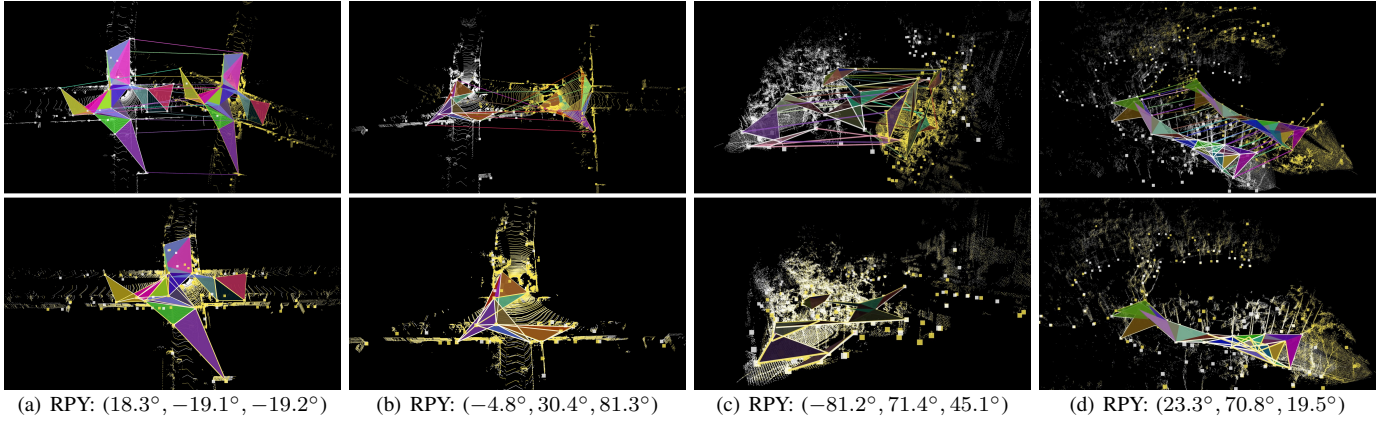 (a) RPY: (18.3°, −19.1°, −19.2°)
(b) RPY: (−4.8°, 30.4°, 81.3°)
(c) RPY: (−81.2°, 71.4°, 45.1°)
(d) RPY: (23.3°, 70.8°, 19.5°)